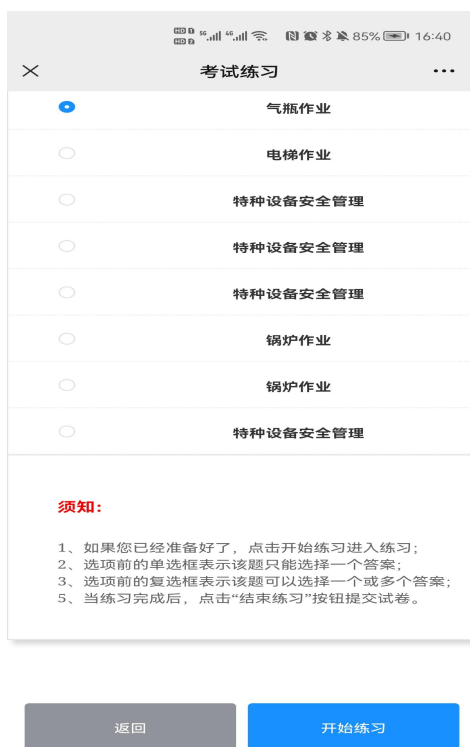 HD 1 5G 4G 85% 16:40
HD 2
考试练习
气瓶作业
电梯作业
特种设备安全管理
特种设备安全管理
特种设备安全管理
锅炉作业
锅炉作业
特种设备安全管理
须知：
1、如果您已经准备好了，点击开始练习进入练习；
2、选项前的单选框表示该题只能选择一个答案；
3、选项前的复选框表示该题可以选择一个或多个答案；
5、当练习完成后，点击“结束练习”按钮提交试卷。
返回 开始练习